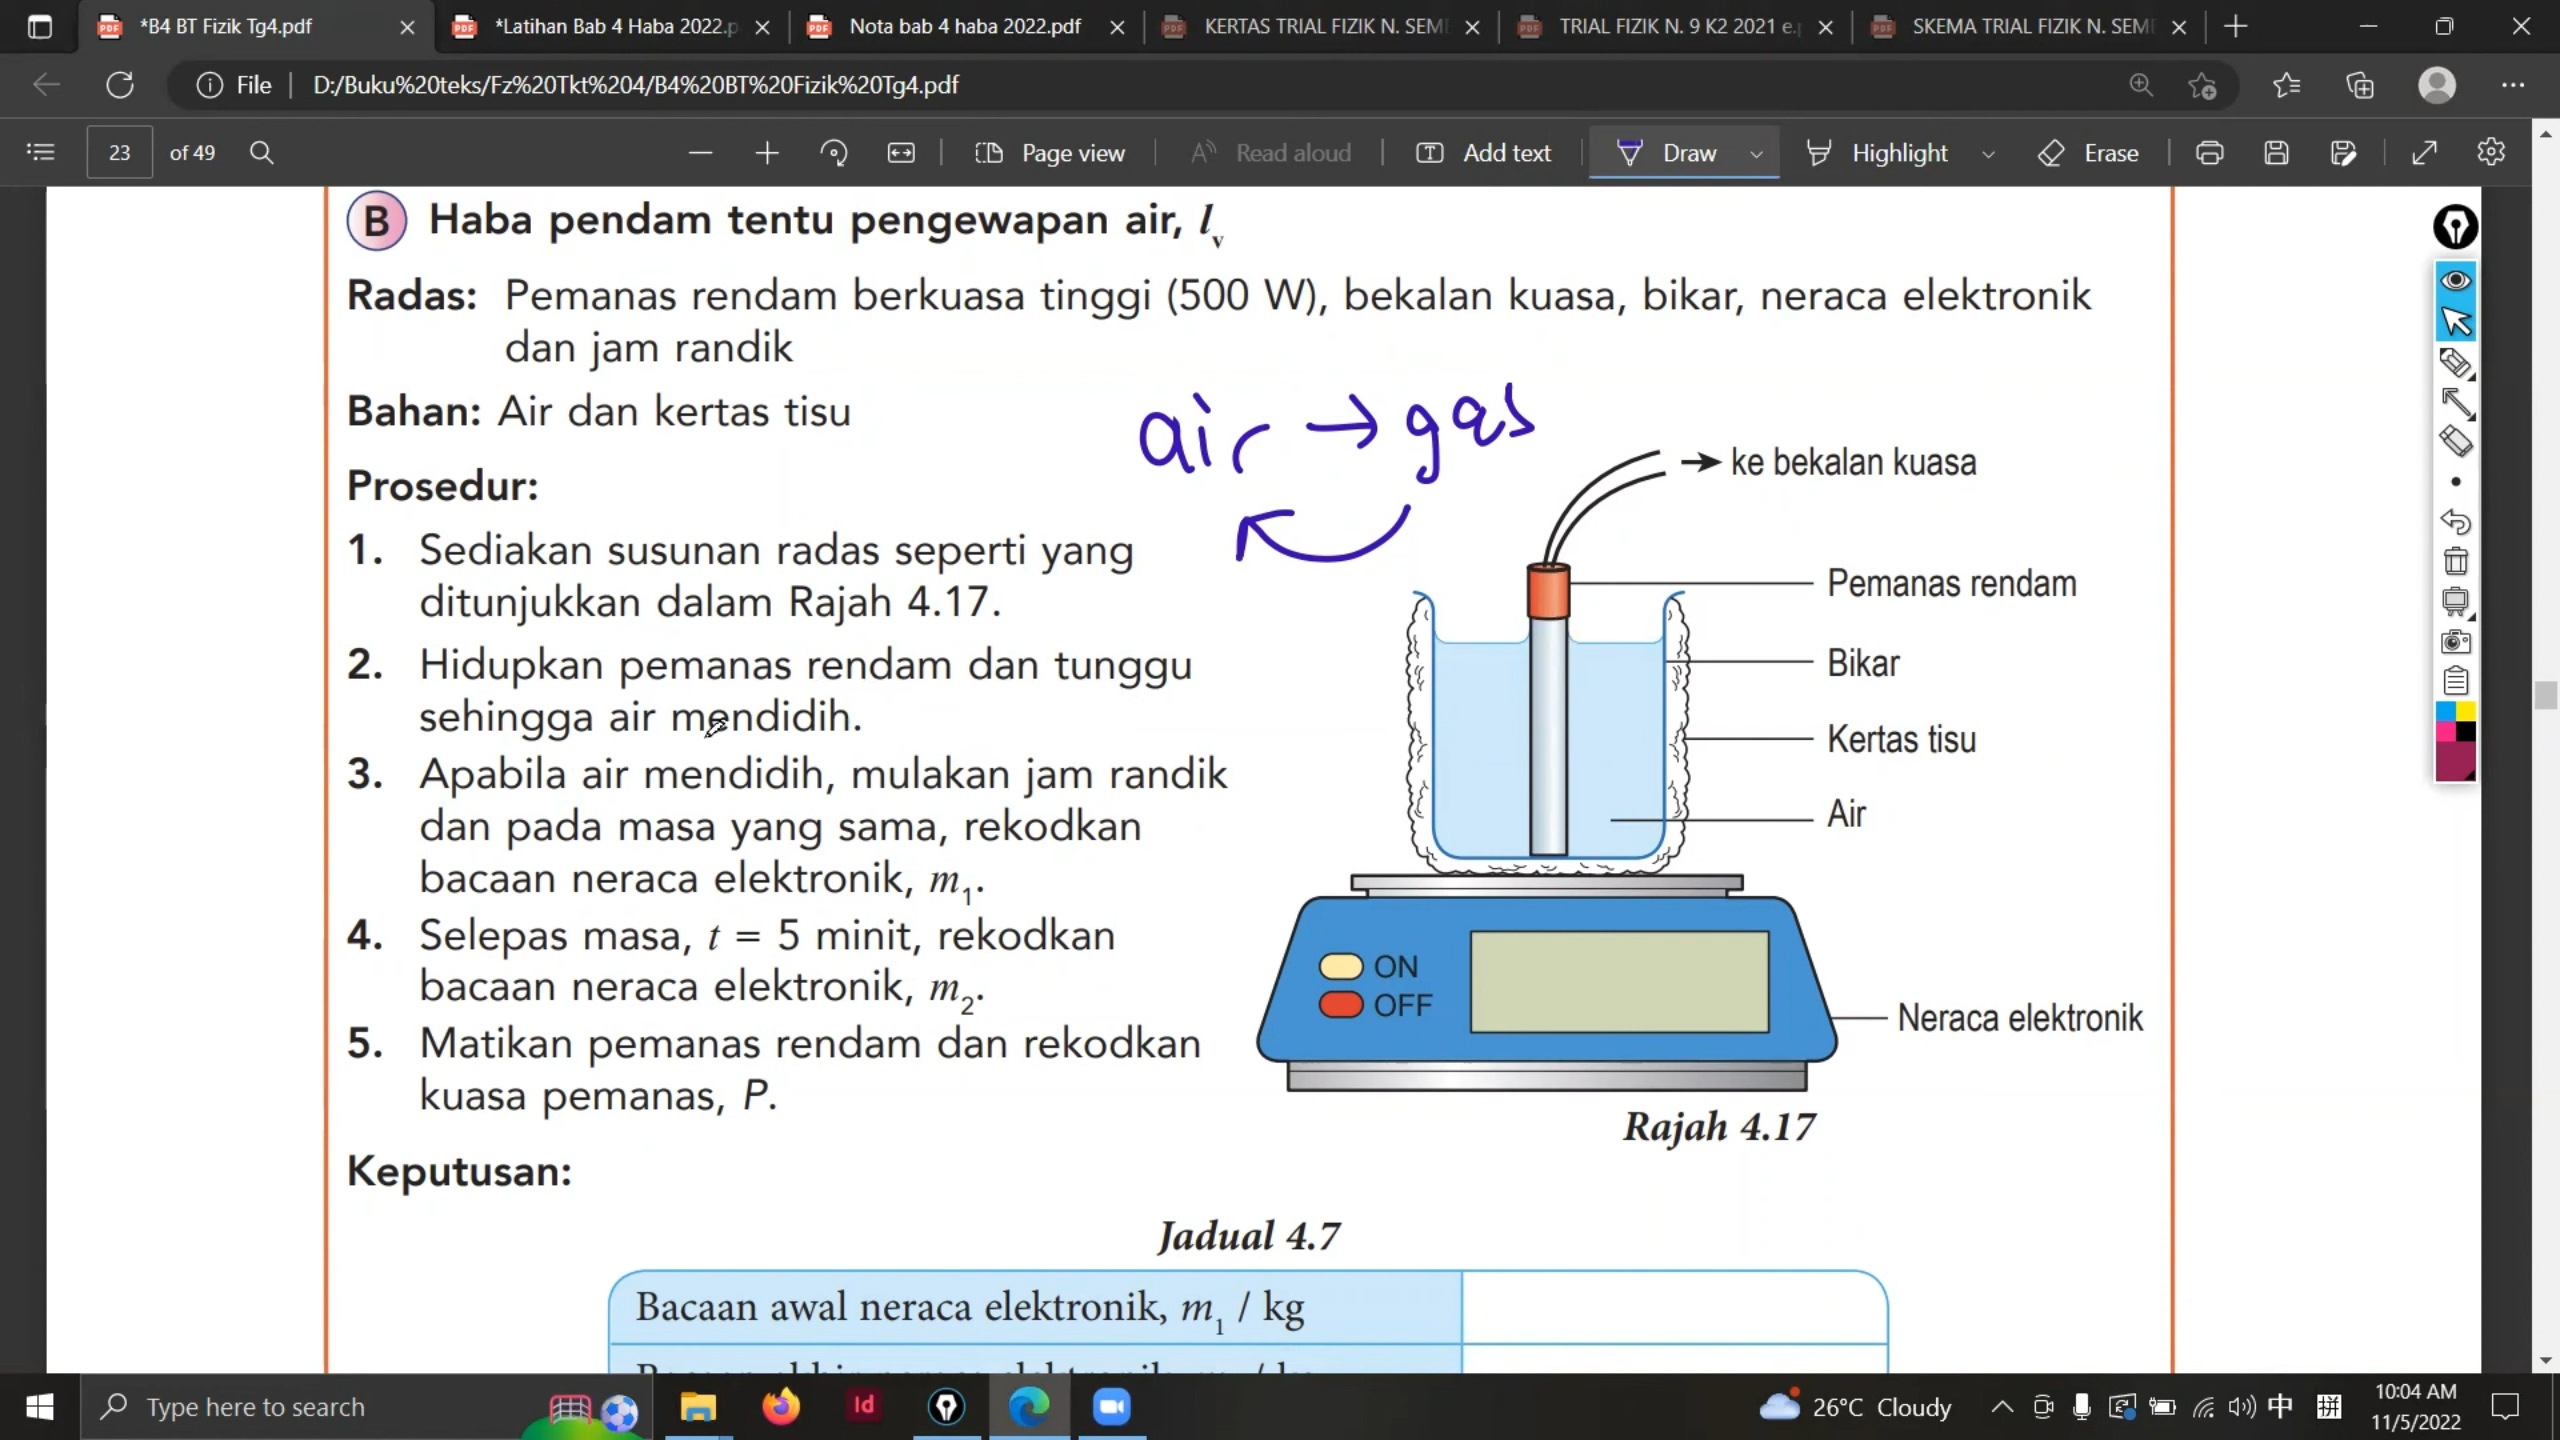 *B4 BT Fizik Tg4.pdf
*Latihan Bab 4 Haba 2022.p
Nota bab 4 haba 2022.pdf
KERTAS TRIAL FIZIK N. SEM
TRIAL FIZIK N. 9 K2 2021 e.
SKEMA TRIAL FIZIK N. SEM
File
D:/Buku%20teks/Fz%20Tkt%204/B4%20BT%20Fizik%20Tg4.pdf
23 of 49
Page view
Read aloud
Add text
Draw
Highlight
Erase
B Haba pendam tentu pengewapan air, lv
Radas: Pemanas rendam berkuasa tinggi (500 W), bekalan kuasa, bikar, neraca elektronik
dan jam randik
Bahan: Air dan kertas tisu
air → gas
Prosedur:
1. Sediakan susunan radas seperti yang
ditunjukkan dalam Rajah 4.17.
2. Hidupkan pemanas rendam dan tunggu
sehingga air mendidih.
3. Apabila air mendidih, mulakan jam randik
dan pada masa yang sama, rekodkan
bacaan neraca elektronik, m1.
4. Selepas masa, t = 5 minit, rekodkan
bacaan neraca elektronik, m2.
5. Matikan pemanas rendam dan rekodkan
kuasa pemanas, P.
ke bekalan kuasa
Pemanas rendam
Bikar
Kertas tisu
Air
ON
OFF
Neraca elektronik
Rajah 4.17
Keputusan:
Jadual 4.7
Bacaan awal neraca elektronik, m1 / kg
Type here to search
Id
26°C Cloudy
中
拼
10:04 AM
11/5/2022